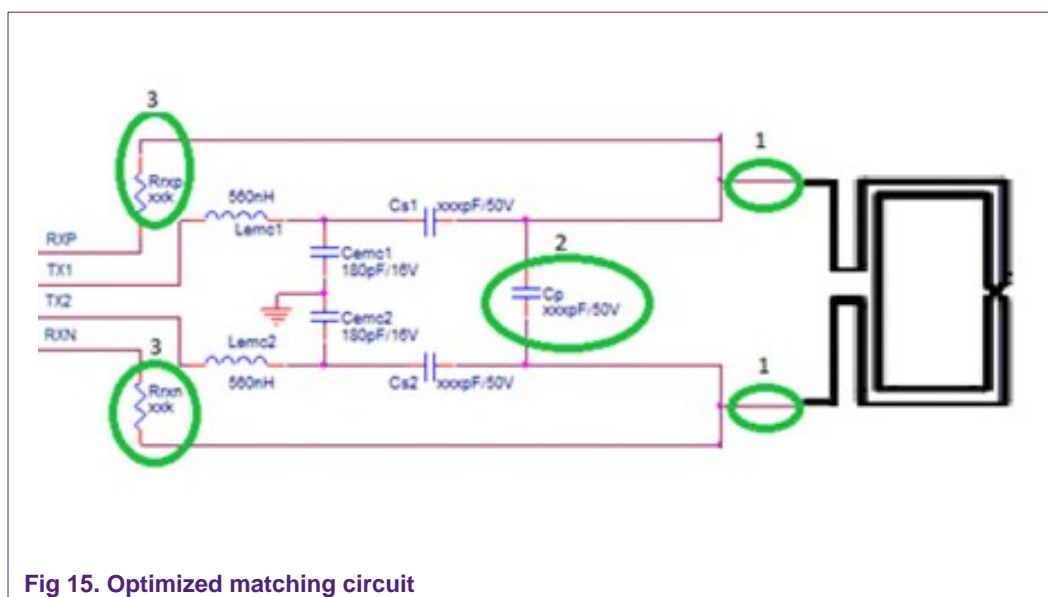 3
1
Rrxp
xxk
560nH
Lemc1
Cs1
xxxpF/50V
RXP
TX1
TX2
RXN
Cemc1
180pF/16V
2
Cp
xxxpF/50V
Cemc2
180pF/16V
Lemc2
560nH
Cs2
xxxpF/50V
3
Rrxn
xxk
1
Fig 15. Optimized matching circuit